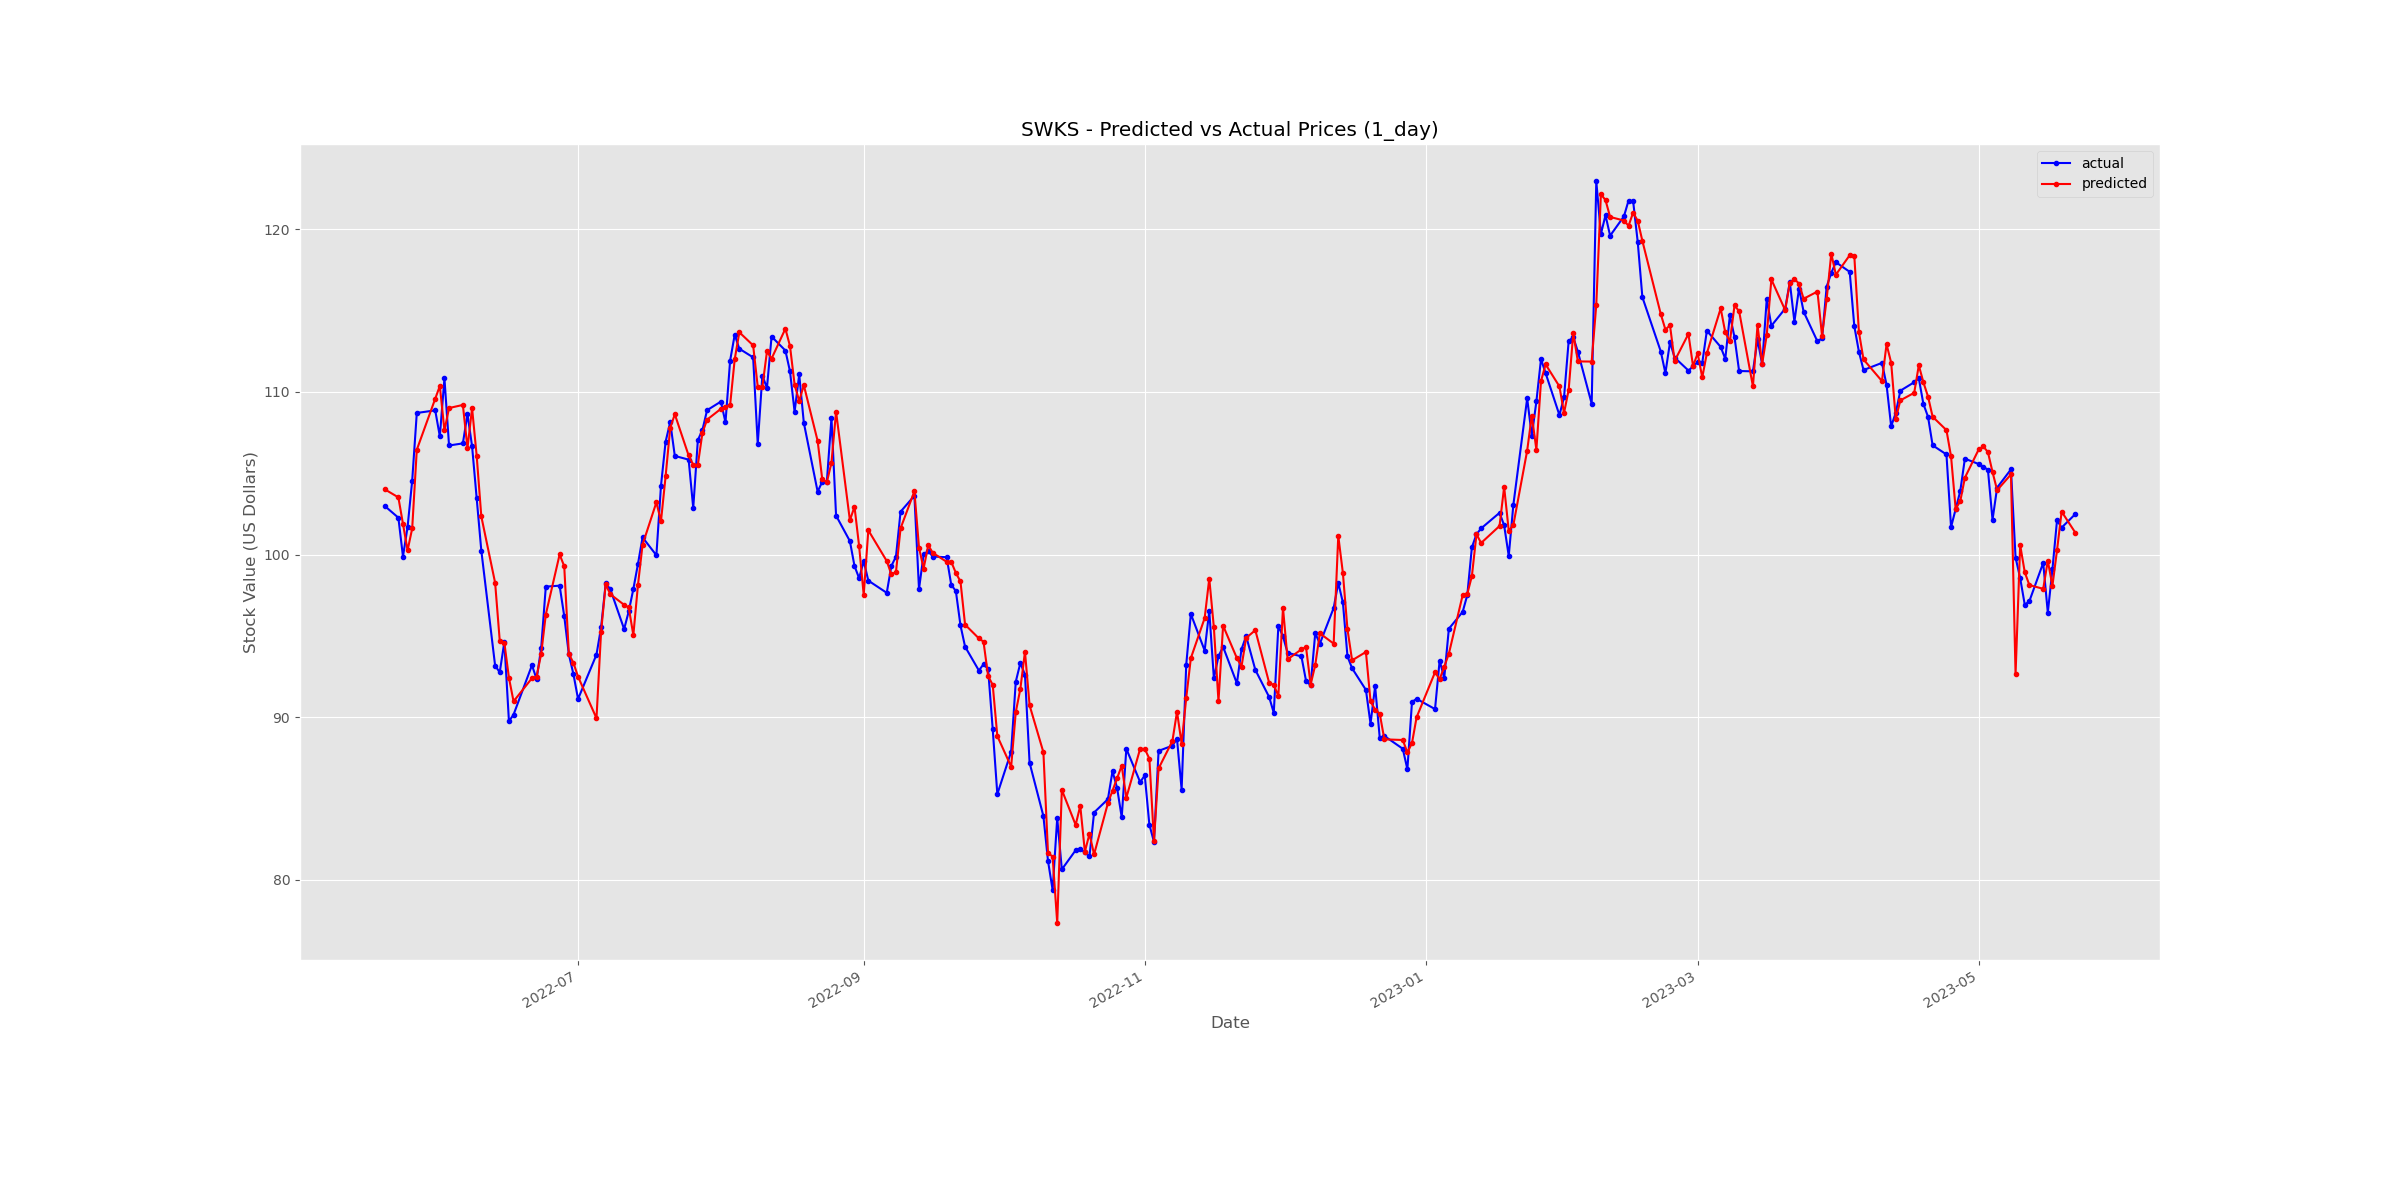 SWKS - Predicted vs Actual Prices (1_day)
actual
predicted
Stock Value (US Dollars)
120
110
100
90
80
2022-07
2022-09
2022-11
2023-01
2023-03
2023-05
Date